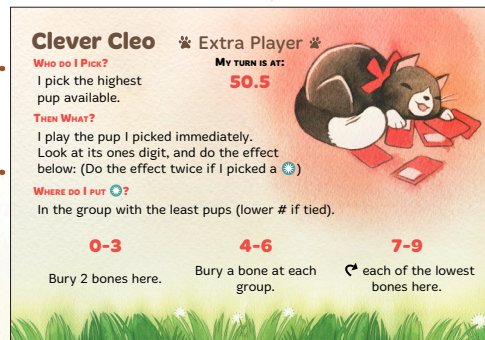 Clever Cleo Extra Player
Who do I Pick?
My turn is at:
I pick the highest
pup available.
50.5
Then What?
I play the pup I picked immediately.
Look at its ones digit, and do the effect
below: (Do the effect twice if I picked a )
Where do I put ?
In the group with the least pups (lower # if tied).
0-3 4-6 7-9
Bury 2 bones here.
Bury a bone at each
group.
each of the lowest
bones here.